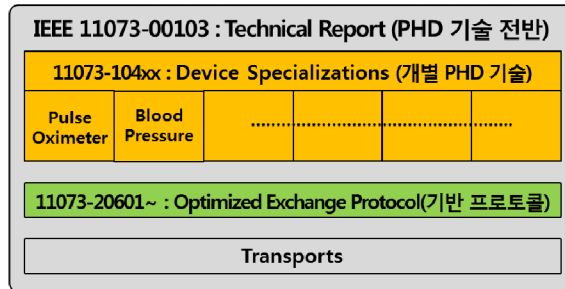 IEEE 11073-00103 : Technical Report (PHD 기술 전반)
11073-104xx : Device Specializations (개별 PHD 기술)
Pulse
Oximeter
Blood
Pressure
............................................................
11073-20601~ : Optimized Exchange Protocol(기반 프로토콜)
Transports